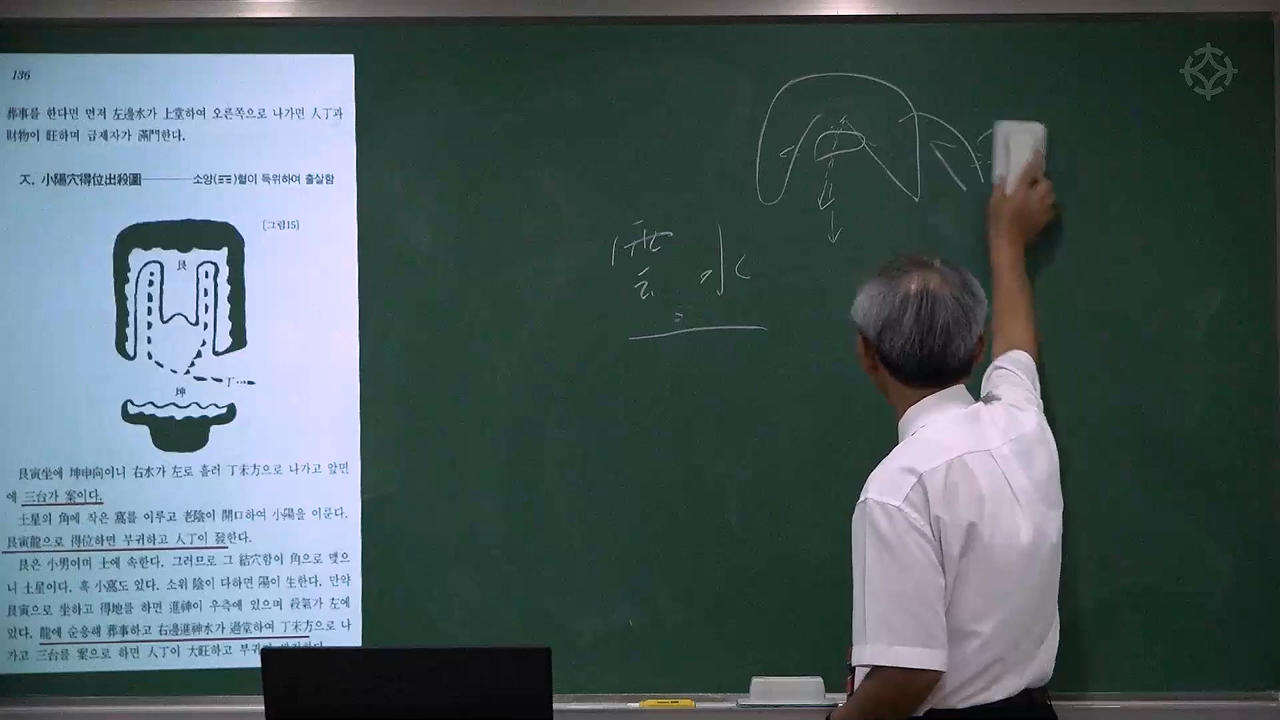 136
葬事를 한다면 먼저 左邊水가 上堂하여 오른쪽으로 나가면 人丁과
財物이 旺하며 급제자가 滿門한다.
ㅈ. 小陽穴得位出殺圖 소양(☳)혈이 득위하여 출살함
[그림15]
艮
丁
坤
艮寅坐에 坤申向이니 右水가 左로 흘러 丁未方으로 나가고 앞면
에 三台가 案이다.
土星의 角에 작은 窩를 이루고 老陰이 開口하여 小陽을 이룬다.
艮寅龍으로 得位하면 부귀하고 人丁이 發한다.
艮은 小男이며 土에 속한다. 그러므로 그 結穴함이 角으로 맺으
니 土星이다. 혹 小窩도 있다. 소위 陰이 다하면 陽이 生한다. 만약
艮寅으로 坐하고 得地를 하면 進神이 우측에 있으며 殺氣가 左에
있다. 龍에 순응해 葬事하고 右邊進神水가 過堂하여 丁未方으로 나
가고 三台를 案으로 하면 人丁이 大旺하고 부귀
雲 水